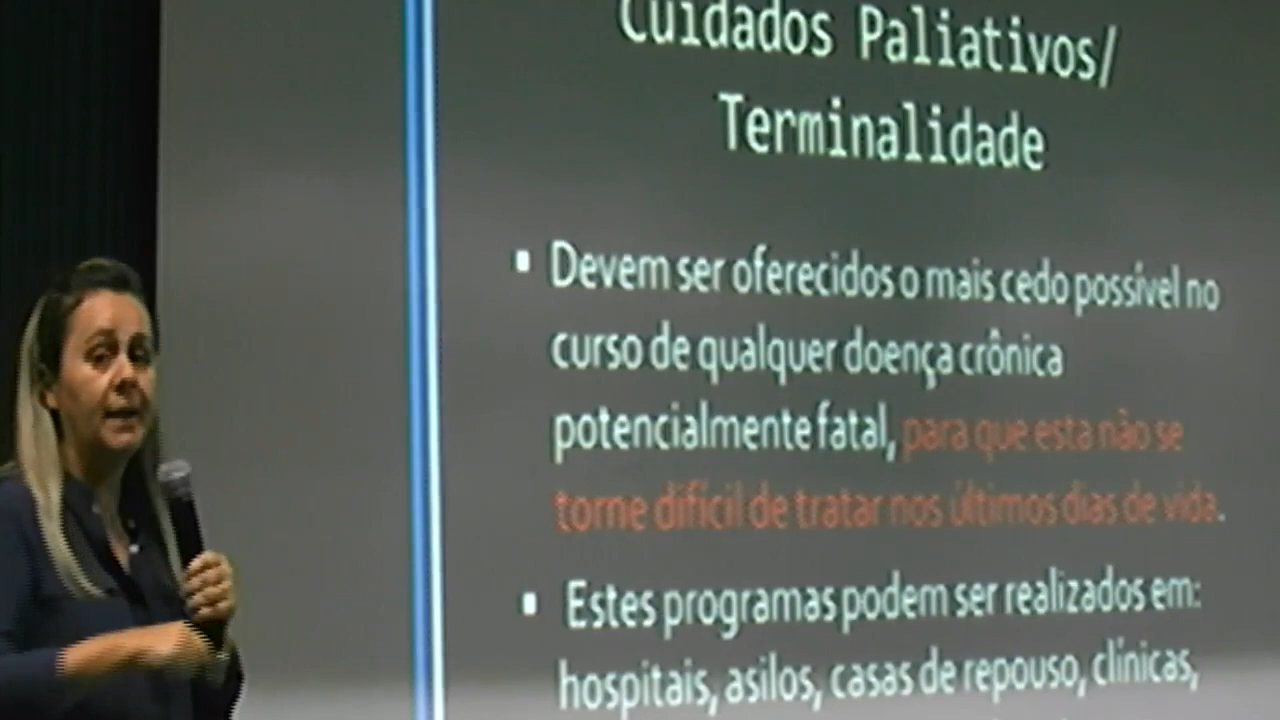 Cuidados Paliativos/
Terminalidade
▪ Devem ser oferecidos o mais cedo possível no
curso de qualquer doença crônica
potencialmente fatal, para que esta não se
torne difícil de tratar nos últimos dias de vida.
▪ Estes programas podem ser realizados em:
hospitais, asilos, casas de repouso, clínicas,